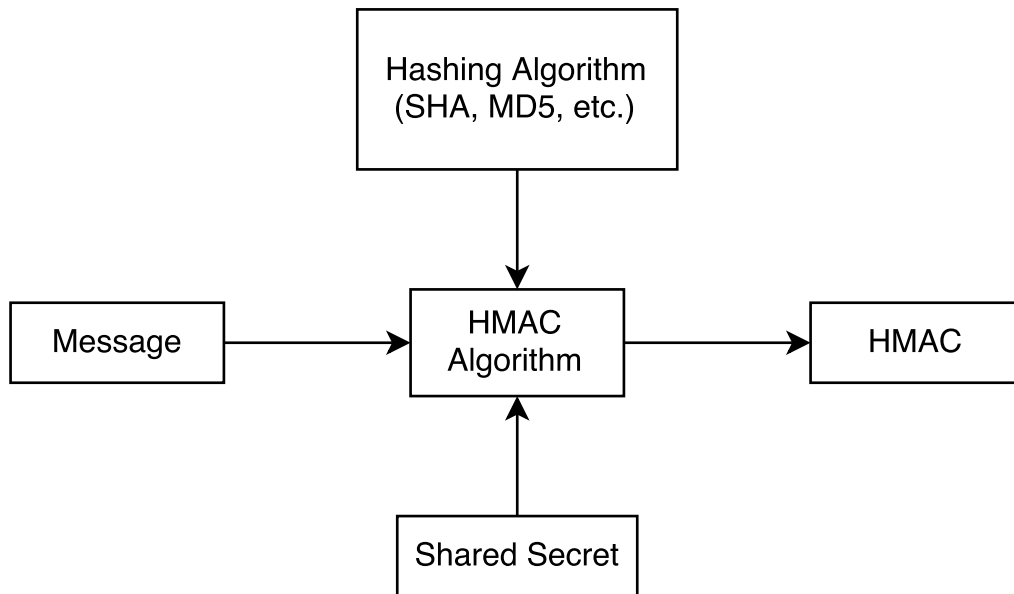 Hashing Algorithm
(SHA, MD5, etc.)
Message
HMAC
Algorithm
HMAC
Shared Secret